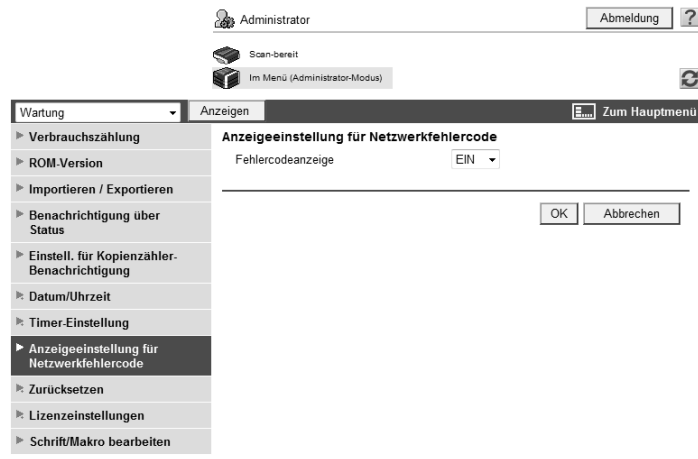 Administrator
Abmeldung
?
Scan-bereit
Im Menü (Administrator-Modus)
Wartung
Anzeigen
Zum Hauptmenü
Verbrauchszählung
ROM-Version
Importieren / Exportieren
Benachrichtigung über
Status
Einstell. für Kopienzähler-
Benachrichtigung
Datum/Uhrzeit
Timer-Einstellung
Anzeigeeinstellung für
Netzwerkfehlercode
Zurücksetzen
Lizenzeinstellungen
Schrift/Makro bearbeiten
Anzeigeeinstellung für Netzwerkfehlercode
Fehlercodeanzeige
EIN
OK
Abbrechen